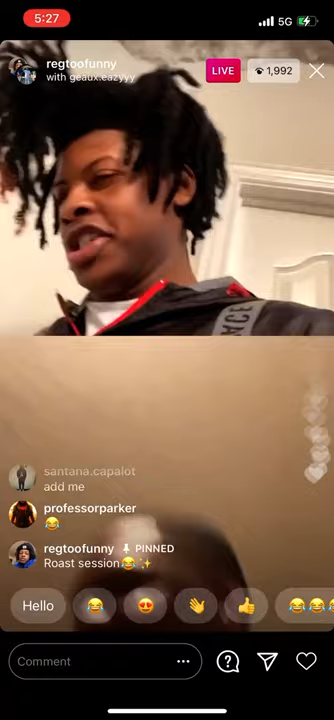 5:27
5G
regtoofunny
with geaux.eazyyy
LIVE
1,992
ACE
santana.capalot
add me
professorparker
😂
regtoofunny PINNED
Roast session😂✨
Hello 😂 😍 👋 👍 😂😂😂
Comment